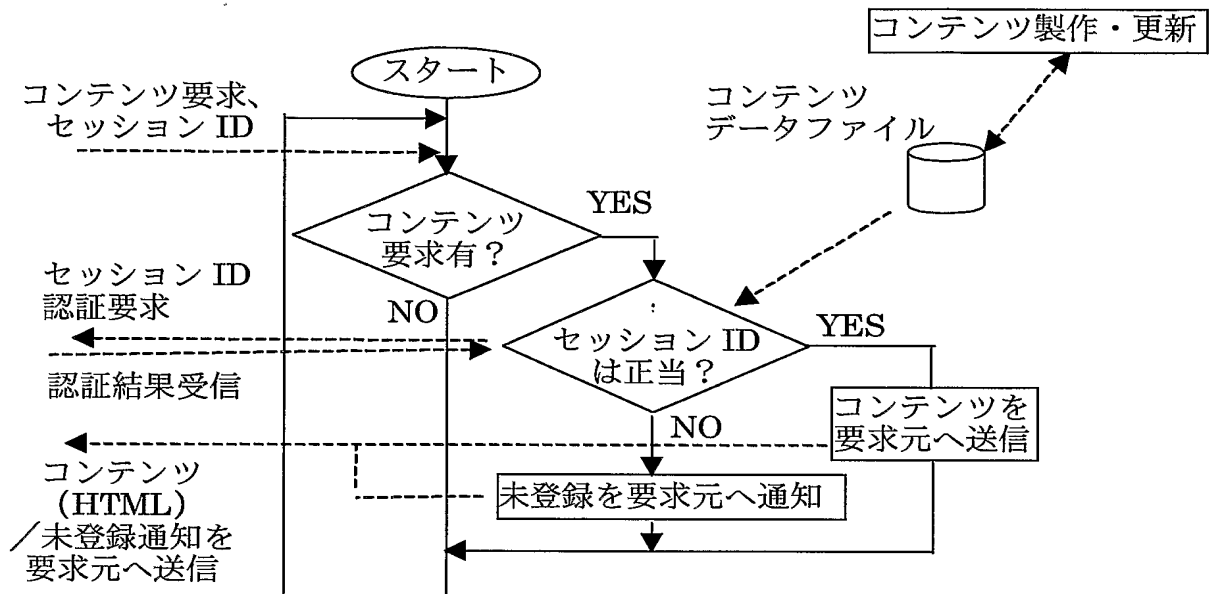 コンテンツ製作・更新
スタート
コンテンツ要求、
セッション ID
コンテンツ
データファイル
コンテンツ
要求有？
YES
NO
セッション ID
認証要求
セッション ID
は正当？
YES
NO
認証結果受信
コンテンツを
要求元へ送信
コンテンツ
(HTML)
／未登録通知を
要求元へ送信
未登録を要求元へ通知